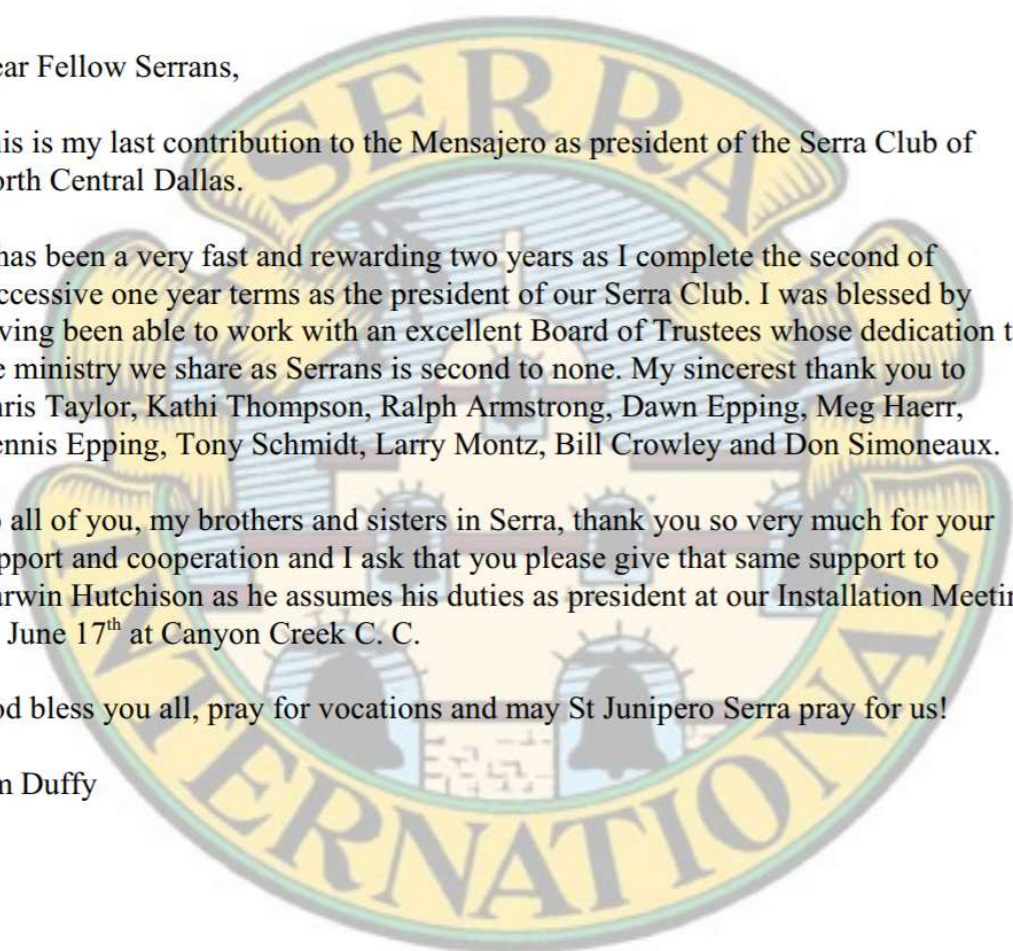 ear Fellow Serrans,
his is my last contribution to the Mensajero as president of the Serra Club of
orth Central Dallas.
has been a very fast and rewarding two years as I complete the second of
ccessive one year terms as the president of our Serra Club. I was blessed by
ving been able to work with an excellent Board of Trustees whose dedication t
e ministry we share as Serrans is second to none. My sincerest thank you to
hris Taylor, Kathi Thompson, Ralph Armstrong, Dawn Epping, Meg Haerr,
ennis Epping, Tony Schmidt, Larry Montz, Bill Crowley and Don Simoneaux.
o all of you, my brothers and sisters in Serra, thank you so very much for your
pport and cooperation and I ask that you please give that same support to
arwin Hutchison as he assumes his duties as president at our Installation Meetin
June 17th at Canyon Creek C. C.
od bless you all, pray for vocations and may St Junipero Serra pray for us!
m Duffy
SERRA
INTERNATIONAL